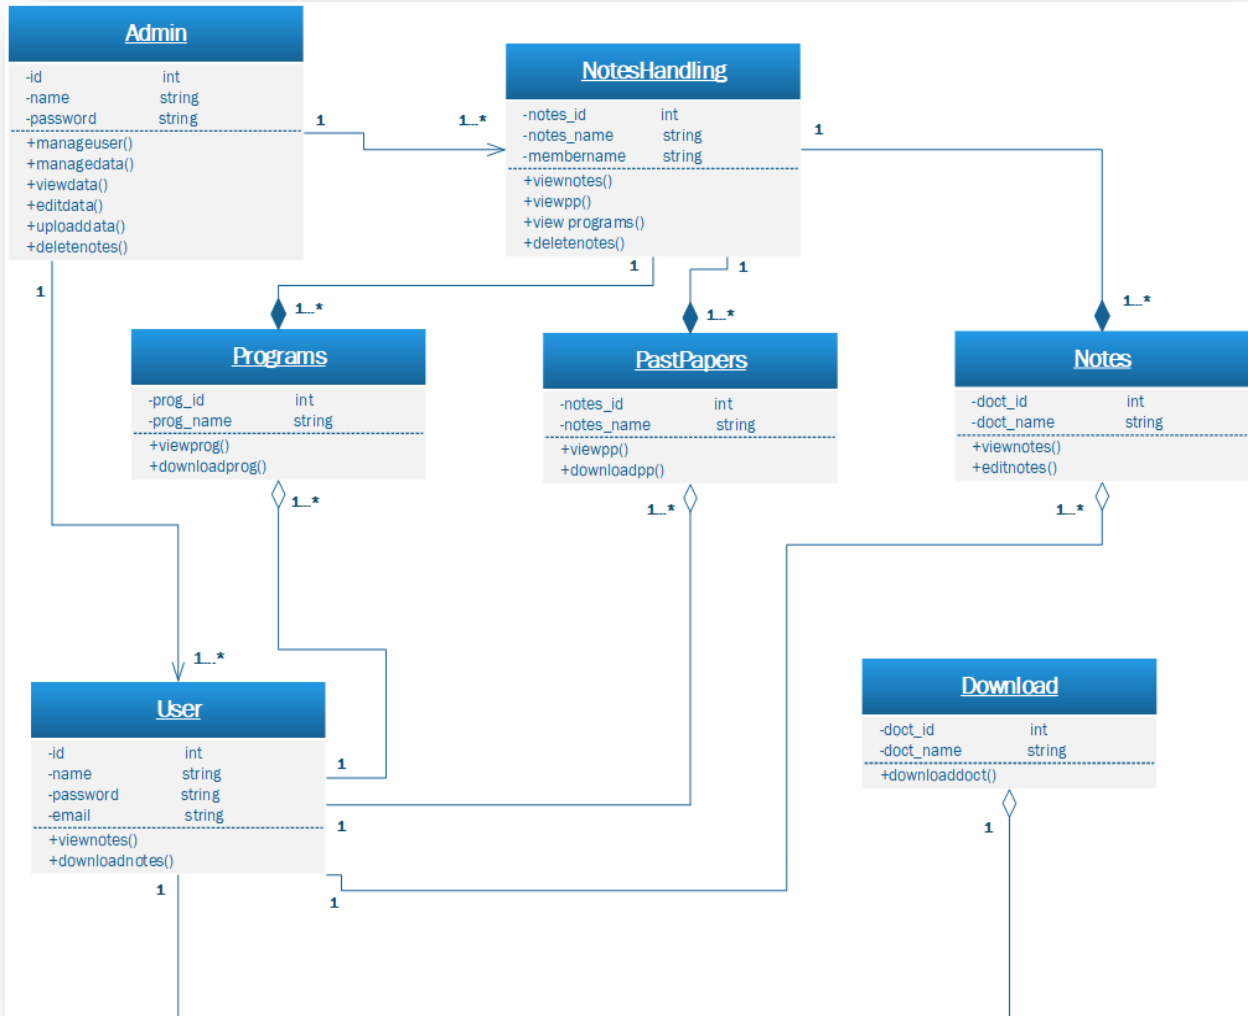 Admin
-id int
-name string
-password string
+manageuser()
+managedata()
+viewdata()
+editdata()
+uploaddata()
+deletenotes()
1
1...*
NotesHandling
-notes_id int
-notes_name string
-membername string
+viewnotes()
+viewpp()
+view programs()
+deletenotes()
1
1
1
1
1...*
1...*
1...*
Programs
-prog_id int
-prog_name string
+viewprog()
+downloadprog()
1...*
PastPapers
-notes_id int
-notes_name string
+viewpp()
+downloadpp()
1...*
Notes
-doct_id int
-doct_name string
+viewnotes()
+editnotes()
1...*
1...*
User
-id int
-name string
-password string
-email string
+viewnotes()
+downloadnotes()
1
1
1
1
Download
-doct_id int
-doct_name string
+downloaddoct()
1